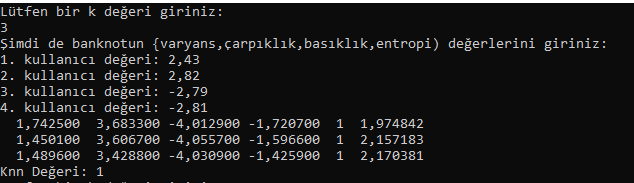 Lütfen bir k değeri giriniz:
3
Şimdi de banknotun {varyans,çarpıklık,basıklık,entropi) değerlerini giriniz:
1. kullanıcı değeri: 2,43
2. kullanıcı değeri: 2,82
3. kullanıcı değeri: -2,79
4. kullanıcı değeri: -2,81
1,742500 3,683300 -4,012900 -1,720700 1 1,974842
1,450100 3,606700 -4,055700 -1,596600 1 2,157183
1,489600 3,428800 -4,030900 -1,425900 1 2,170381
Knn Değeri: 1